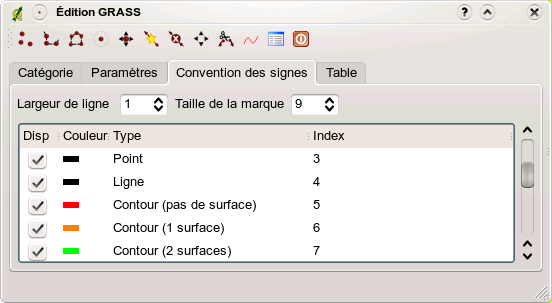 Édition GRASS
Catégorie Paramètres Convention des signes Table
Largeur de ligne 1 Taille de la marque 9
Disp Couleur Type Index
Point 3
Ligne 4
Contour (pas de surface) 5
Contour (1 surface) 6
Contour (2 surfaces) 7